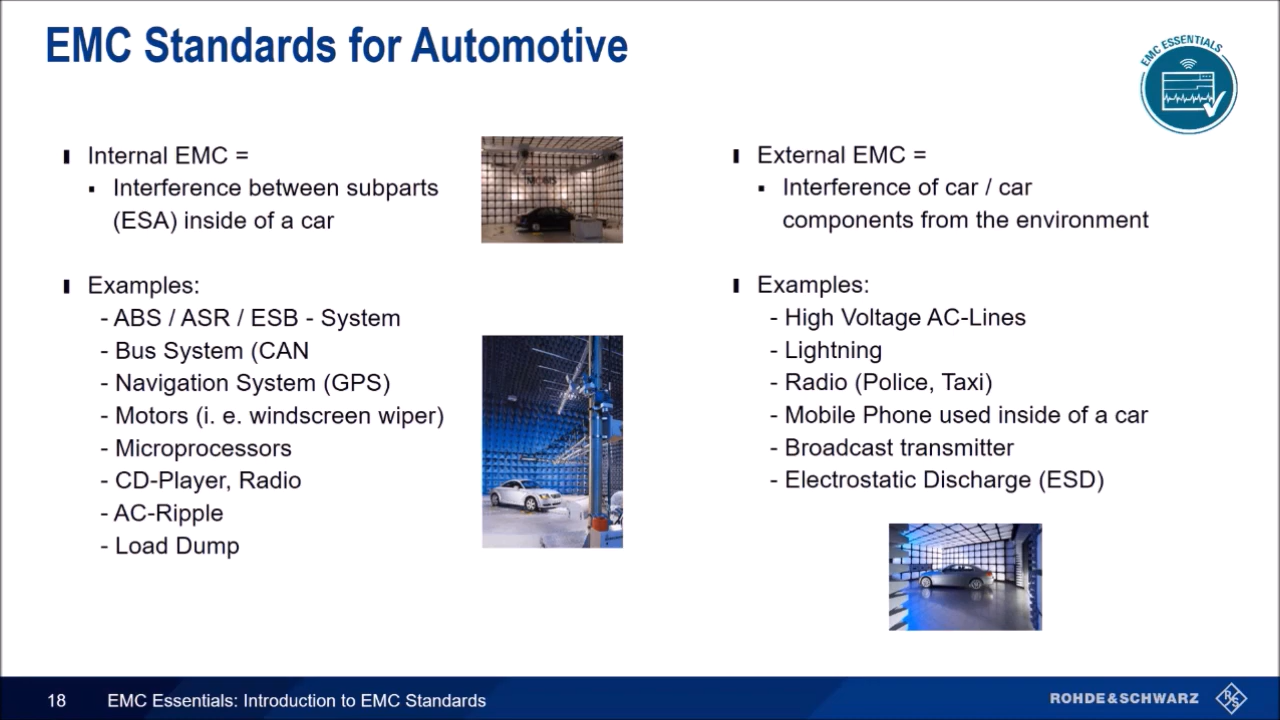 EMC Standards for Automotive
EMC ESSENTIALS
Internal EMC =
Interference between subparts
(ESA) inside of a car
Examples:
- ABS / ASR / ESB - System
- Bus System (CAN
- Navigation System (GPS)
- Motors (i. e. windscreen wiper)
- Microprocessors
- CD-Player, Radio
- AC-Ripple
- Load Dump
External EMC =
Interference of car / car
components from the environment
Examples:
- High Voltage AC-Lines
- Lightning
- Radio (Police, Taxi)
- Mobile Phone used inside of a car
- Broadcast transmitter
- Electrostatic Discharge (ESD)
18 EMC Essentials: Introduction to EMC Standards
ROHDE & SCHWARZ
R S